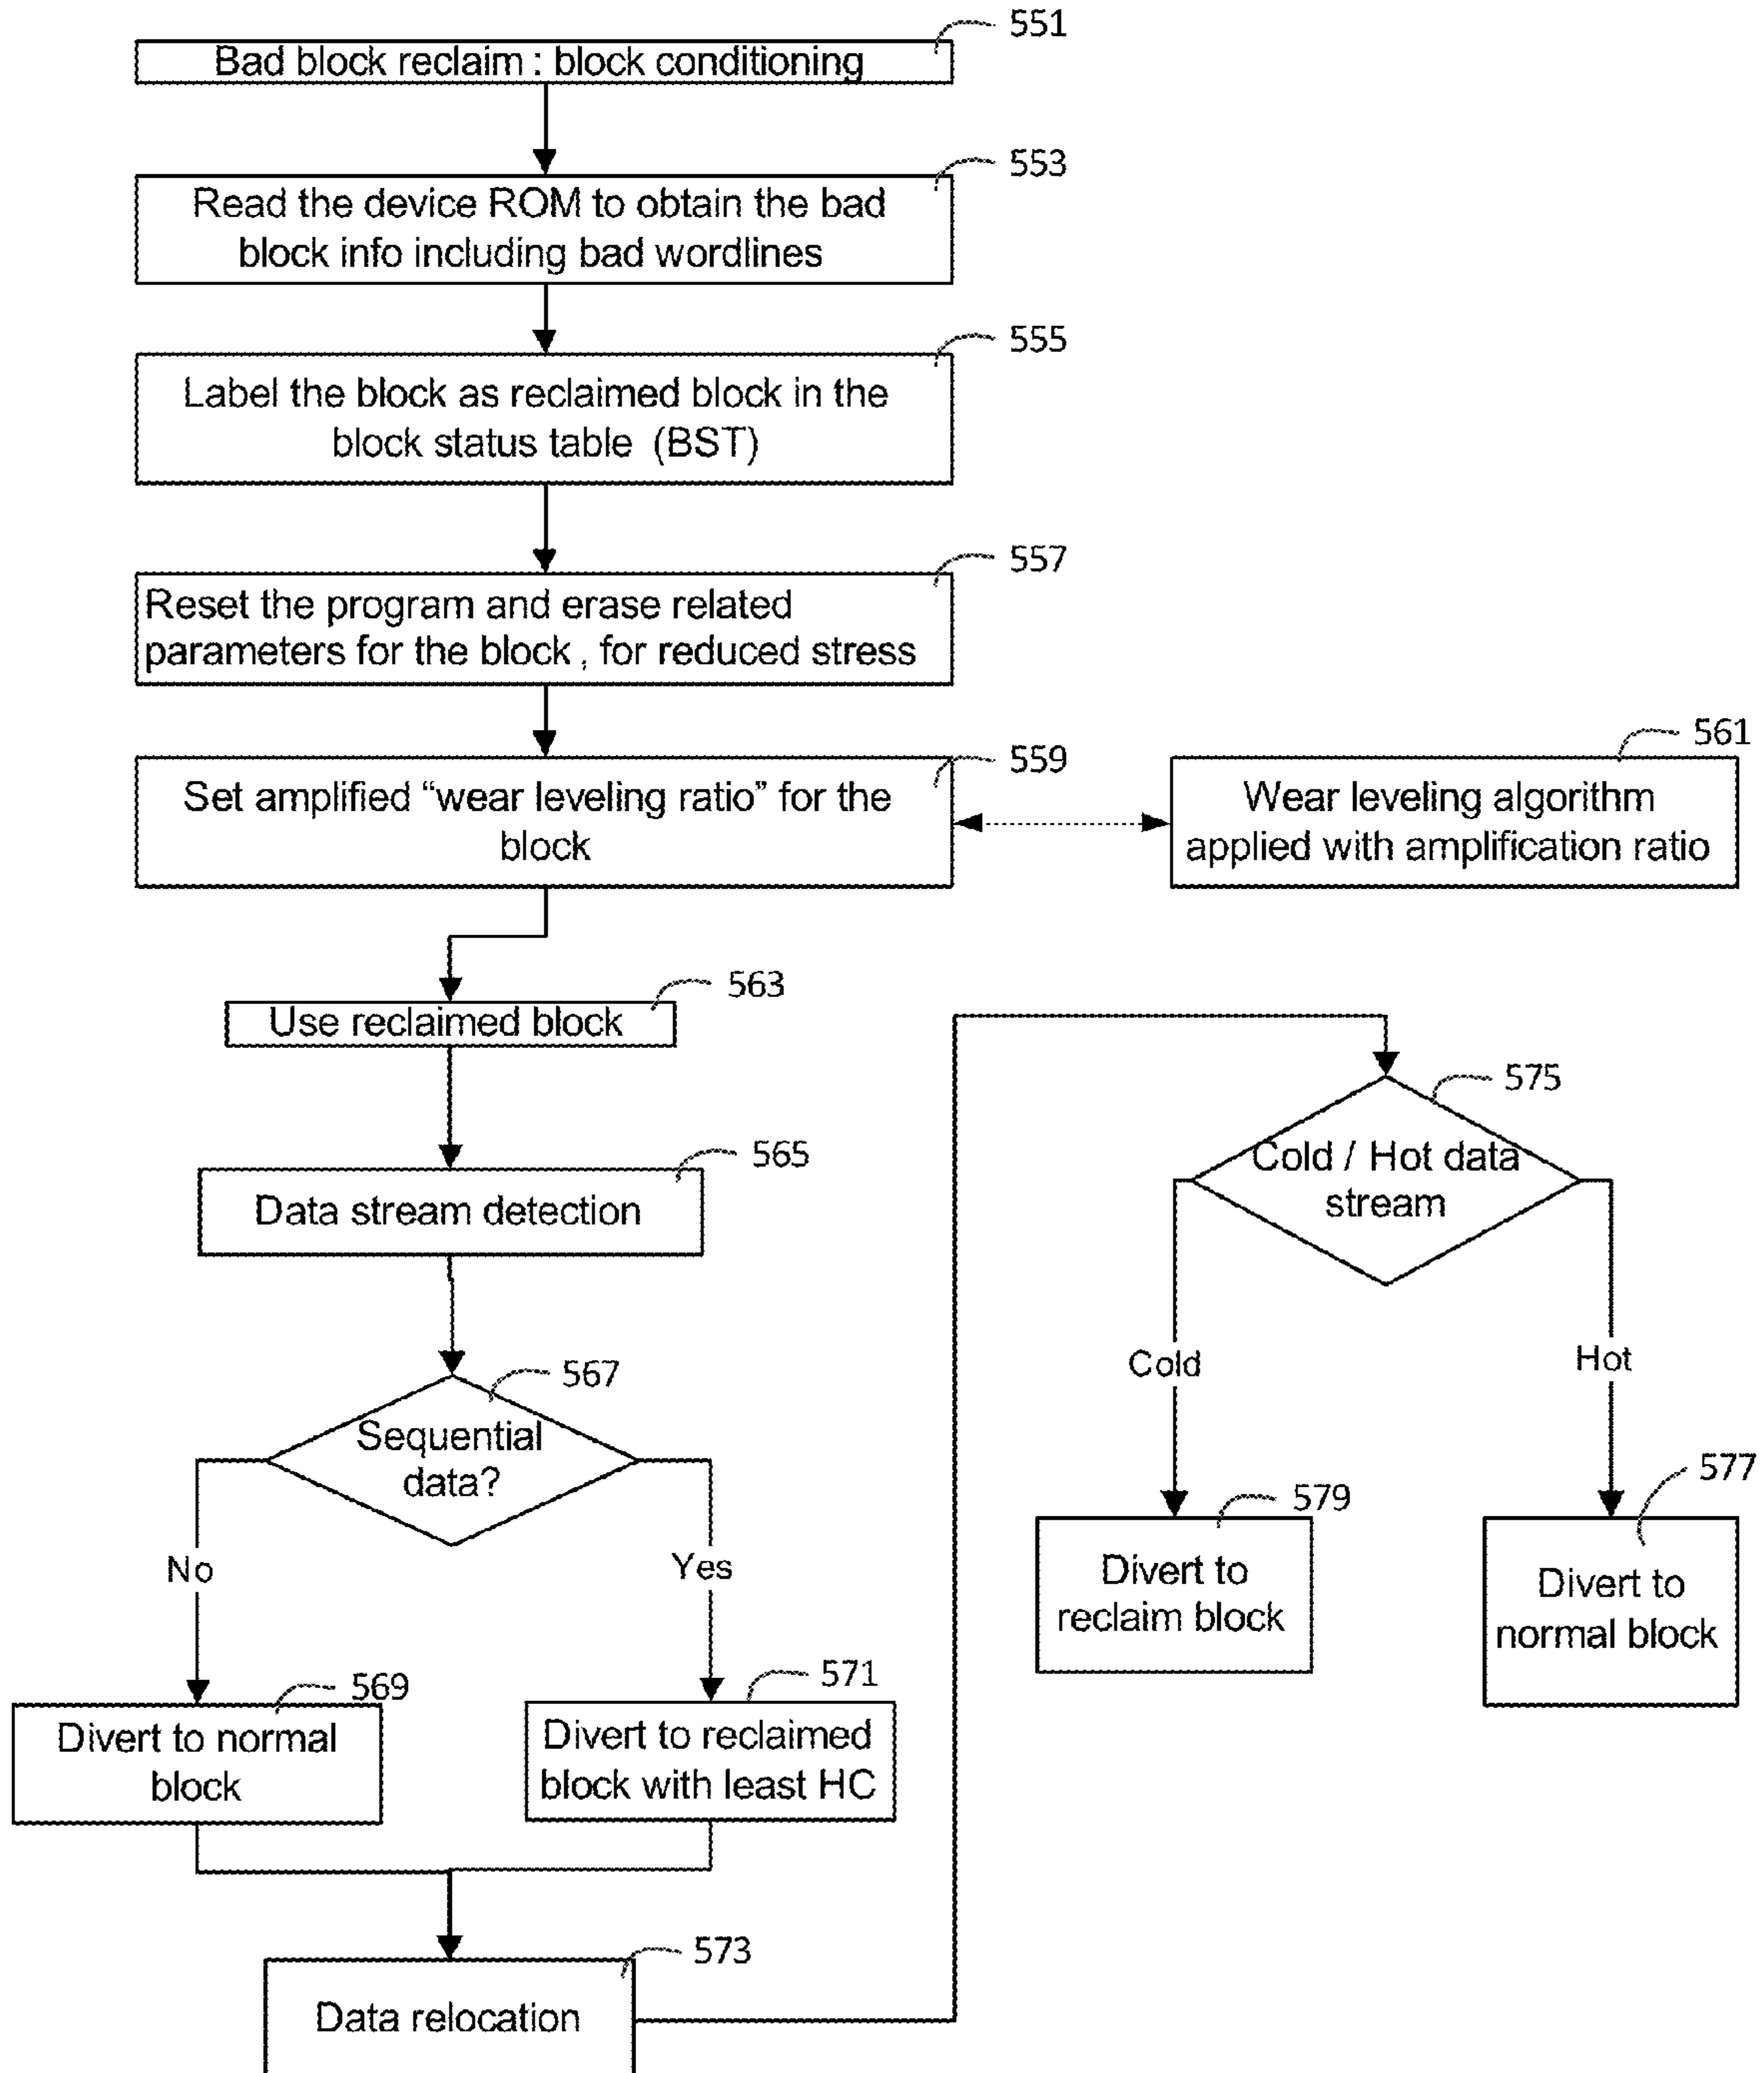 551
Bad block reclaim : block conditioning
553
Read the device ROM to obtain the bad
block info including bad wordlines
555
Label the block as reclaimed block in the
block status table (BST)
557
Reset the program and erase related
parameters for the block , for reduced stress
559
Set amplified “wear leveling ratio” for the
block
561
Wear leveling algorithm
applied with amplification ratio
563
Use reclaimed block
565
Data stream detection
567
Sequential
data?
No
Yes
569
Divert to normal
block
571
Divert to reclaimed
block with least HC
573
Data relocation
575
Cold / Hot data
stream
Cold
Hot
579
Divert to
reclaim block
577
Divert to
normal block